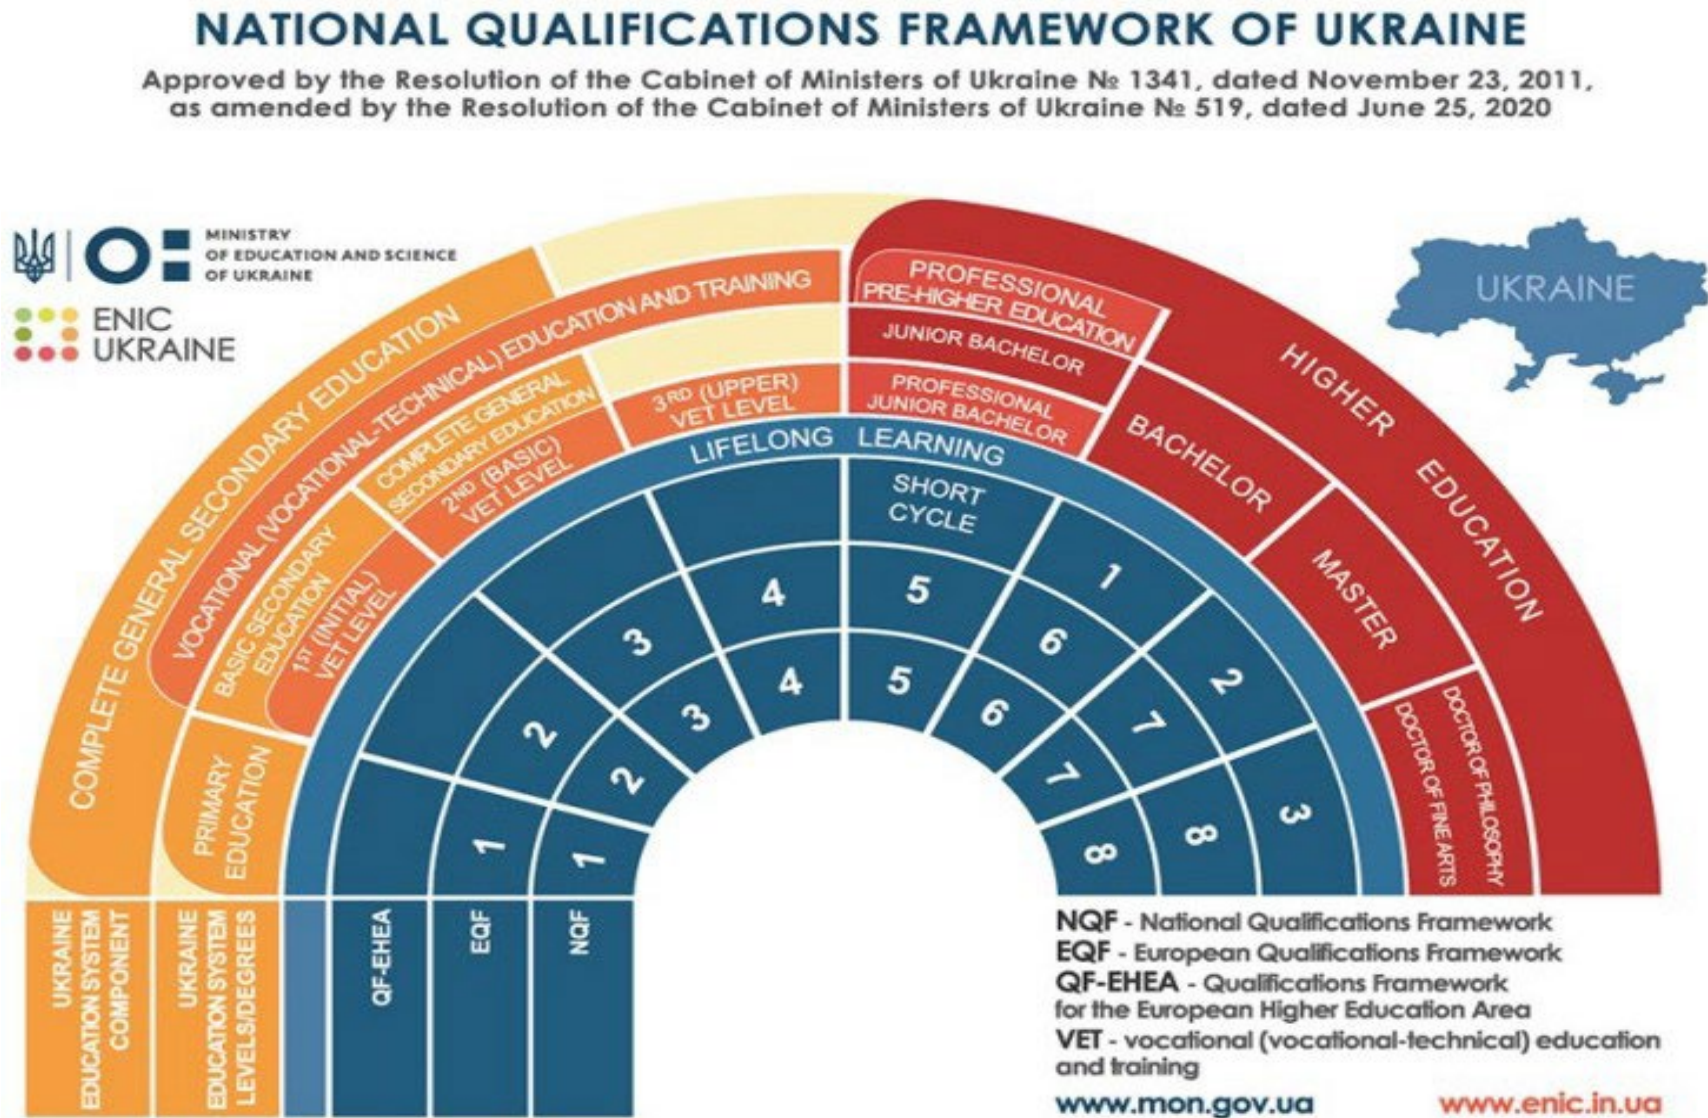 NATIONAL QUALIFICATIONS FRAMEWORK OF UKRAINE
Approved by the Resolution of the Cabinet of Ministers of Ukraine № 1341, dated November 23, 2011,
as amended by the Resolution of the Cabinet of Ministers of Ukraine № 519, dated June 25, 2020
MINISTRY
OF EDUCATION AND SCIENCE
OF UKRAINE
ENIC
UKRAINE
UKRAINE
COMPLETE GENERAL SECONDARY EDUCATION
VOCATIONAL (VOCATIONAL-TECHNICAL) EDUCATION AND TRAINING
PROFESSIONAL
PRE-HIGHER EDUCATION
HIGHER EDUCATION
PRIMARY
EDUCATION
BASIC SECONDARY
EDUCATION
1ST (INITIAL)
VET LEVEL
COMPLETE GENERAL
SECONDARY EDUCATION
2ND (BASIC)
VET LEVEL
3RD (UPPER)
VET LEVEL
JUNIOR BACHELOR
PROFESSIONAL
JUNIOR BACHELOR
BACHELOR
MASTER
DOCTOR OF PHILOSOPHY
DOCTOR OF FINE ARTS
LIFELONG LEARNING
SHORT
CYCLE
1
2
3
1
2
3
4
5
6
7
8
1
2
3
4
5
6
7
8
UKRAINE
EDUCATION SYSTEM
COMPONENT
UKRAINE
EDUCATION SYSTEM
LEVELS/DEGREES
QF-EHEA
EQF
NQF
NQF - National Qualifications Framework
EQF - European Qualifications Framework
QF-EHEA - Qualifications Framework
for the European Higher Education Area
VET - vocational (vocational-technical) education
and training
www.mon.gov.ua
www.enic.in.ua